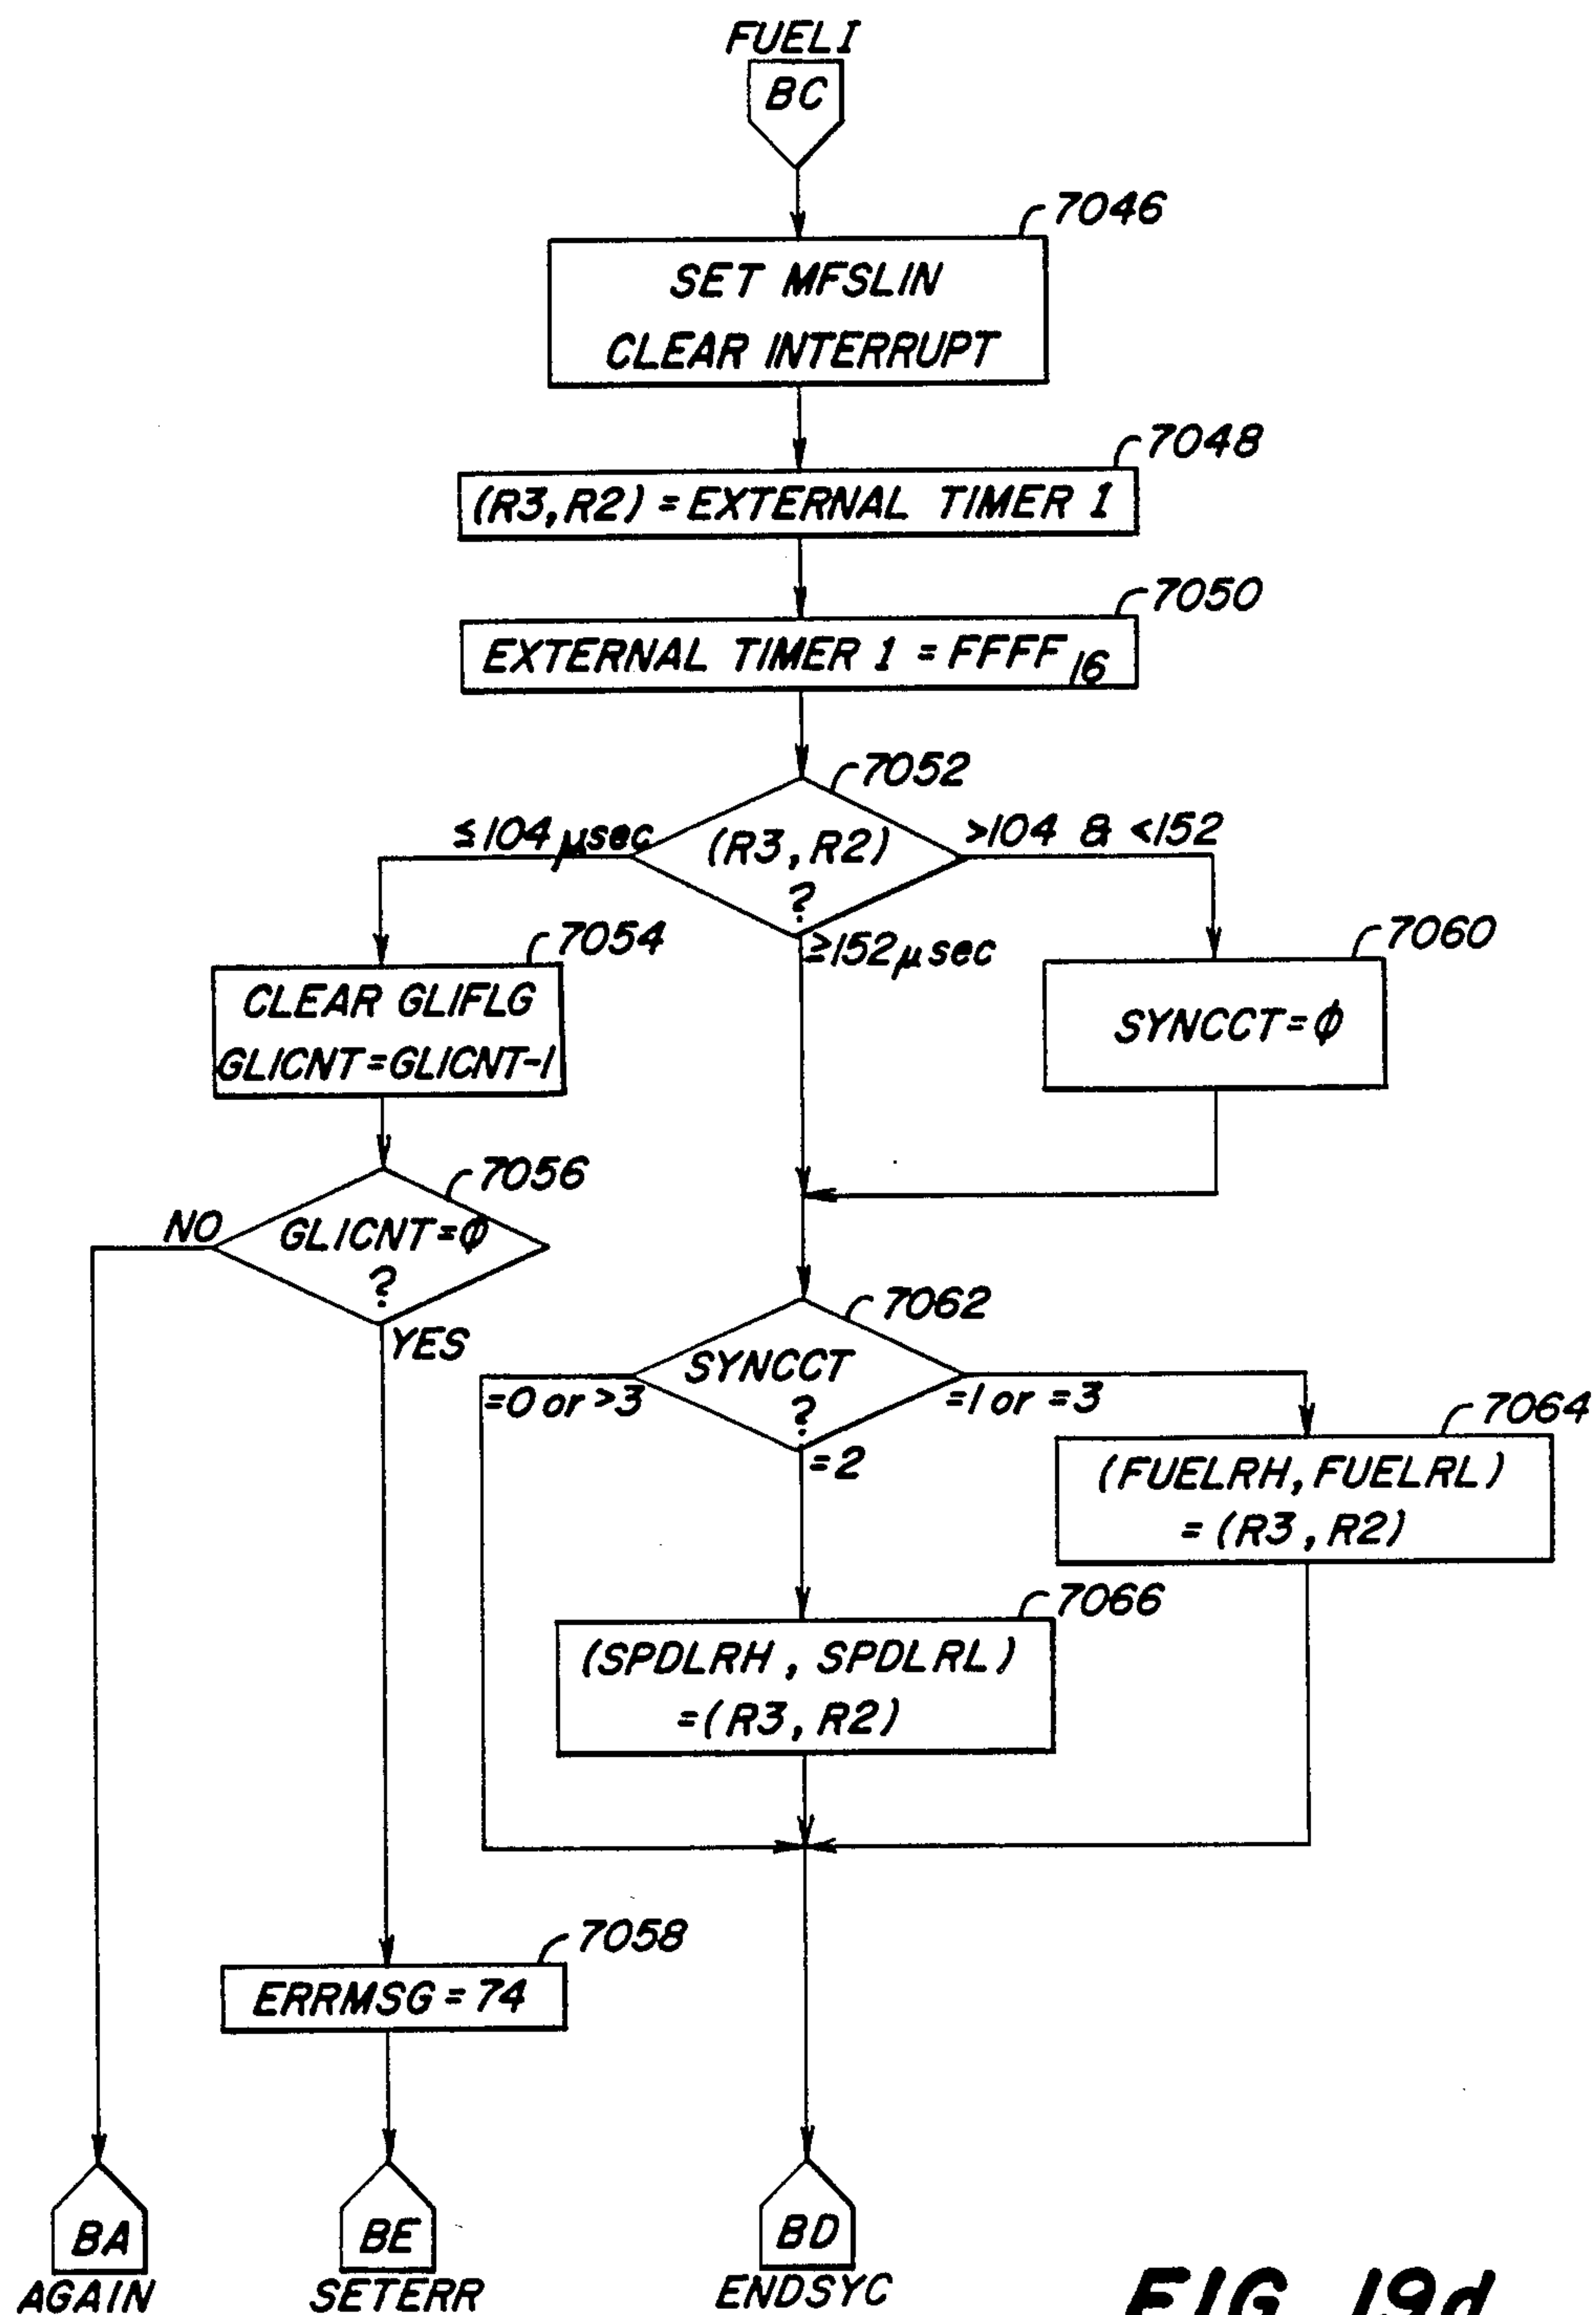 FUELI
BC
7046
SET MFSLIN
CLEAR INTERRUPT
7048
(R3,R2) = EXTERNAL TIMER 1
7050
EXTERNAL TIMER 1 = FFFF16
7052
≤104 μsec
(R3, R2)
?
>104 & <152
≥152 μsec
7054
CLEAR GLIFLG
GLICNT=GLICNT-1
7060
SYNCCT=ϕ
7056
NO
GLICNT=ϕ
?
YES
7062
SYNCCT
?
=0 or >3
=1 or =3
=2
7064
(FUELRH, FUELRL)
= (R3, R2)
7066
(SPDLRH, SPDLRL)
=(R3, R2)
7058
ERRMSG = 74
BA
AGAIN
BE
SETERR
BD
ENDSYC
FIG. 19d